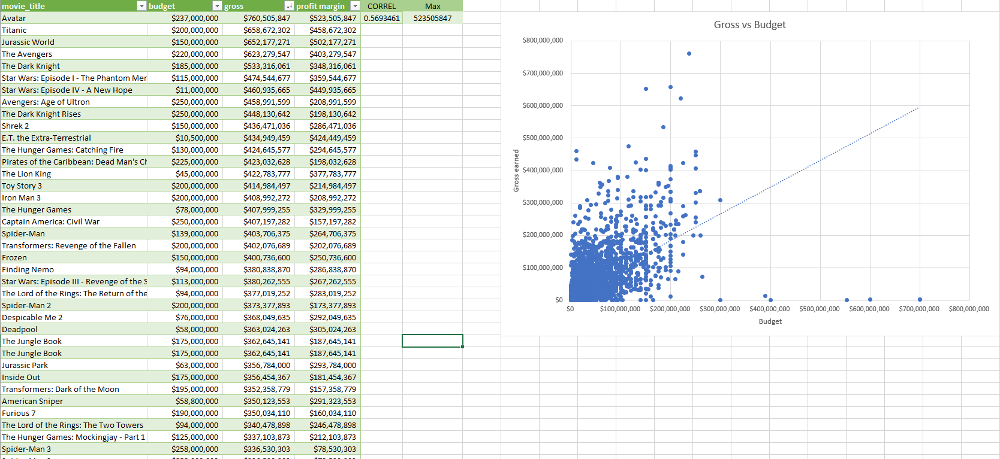 movie_title budget gross profit margin CORREL Max
Avatar $237,000,000 $760,505,847 $523,505,847 0.5693461 523505847
Titanic $200,000,000 $658,672,302 $458,672,302
Jurassic World $150,000,000 $652,177,271 $502,177,271
The Avengers $220,000,000 $623,279,547 $403,279,547
The Dark Knight $185,000,000 $533,316,061 $348,316,061
Star Wars: Episode I - The Phantom Mer $115,000,000 $474,544,677 $359,544,677
Star Wars: Episode IV - A New Hope $11,000,000 $460,935,665 $449,935,665
Avengers: Age of Ultron $250,000,000 $458,991,599 $208,991,599
The Dark Knight Rises $250,000,000 $448,130,642 $198,130,642
Shrek 2 $150,000,000 $436,471,036 $286,471,036
E.T. the Extra-Terrestrial $10,500,000 $434,949,459 $424,449,459
The Hunger Games: Catching Fire $130,000,000 $424,645,577 $294,645,577
Pirates of the Caribbean: Dead Man's Ch $225,000,000 $423,032,628 $198,032,628
The Lion King $45,000,000 $422,783,777 $377,783,777
Toy Story 3 $200,000,000 $414,984,497 $214,984,497
Iron Man 3 $200,000,000 $408,992,272 $208,992,272
The Hunger Games $78,000,000 $407,999,255 $329,999,255
Captain America: Civil War $250,000,000 $407,197,282 $157,197,282
Spider-Man $139,000,000 $403,706,375 $264,706,375
Transformers: Revenge of the Fallen $200,000,000 $402,076,689 $202,076,689
Frozen $150,000,000 $400,736,600 $250,736,600
Finding Nemo $94,000,000 $380,838,870 $286,838,870
Star Wars: Episode III - Revenge of the S $113,000,000 $380,262,555 $267,262,555
The Lord of the Rings: The Return of the $94,000,000 $377,019,252 $283,019,252
Spider-Man 2 $200,000,000 $373,377,893 $173,377,893
Despicable Me 2 $76,000,000 $368,049,635 $292,049,635
Deadpool $58,000,000 $363,024,263 $305,024,263
The Jungle Book $175,000,000 $362,645,141 $187,645,141
The Jungle Book $175,000,000 $362,645,141 $187,645,141
Jurassic Park $63,000,000 $356,784,000 $293,784,000
Inside Out $175,000,000 $356,454,367 $181,454,367
Transformers: Dark of the Moon $195,000,000 $352,358,779 $157,358,779
American Sniper $58,800,000 $350,123,553 $291,323,553
Furious 7 $190,000,000 $350,034,110 $160,034,110
The Lord of the Rings: The Two Towers $94,000,000 $340,478,898 $246,478,898
The Hunger Games: Mockingjay - Part 1 $125,000,000 $337,103,873 $212,103,873
Spider-Man 3 $258,000,000 $336,530,303 $78,530,303
Gross vs Budget
Gross earned
$800,000,000
$700,000,000
$600,000,000
$500,000,000
$400,000,000
$300,000,000
$200,000,000
$100,000,000
$0
$0 $100,000,000 $200,000,000 $300,000,000 $400,000,000 $500,000,000 $600,000,000 $700,000,000 $800,000,000
Budget